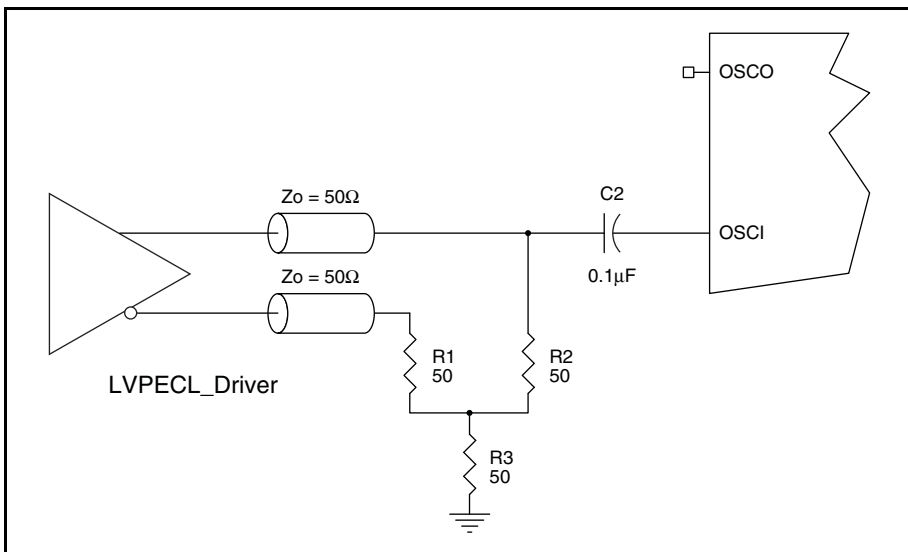 OSCO
Zo = 50Ω
C2
OSCI
Zo = 50Ω
0.1μF
R1
50
R2
50
LVPECL_Driver
R3
50